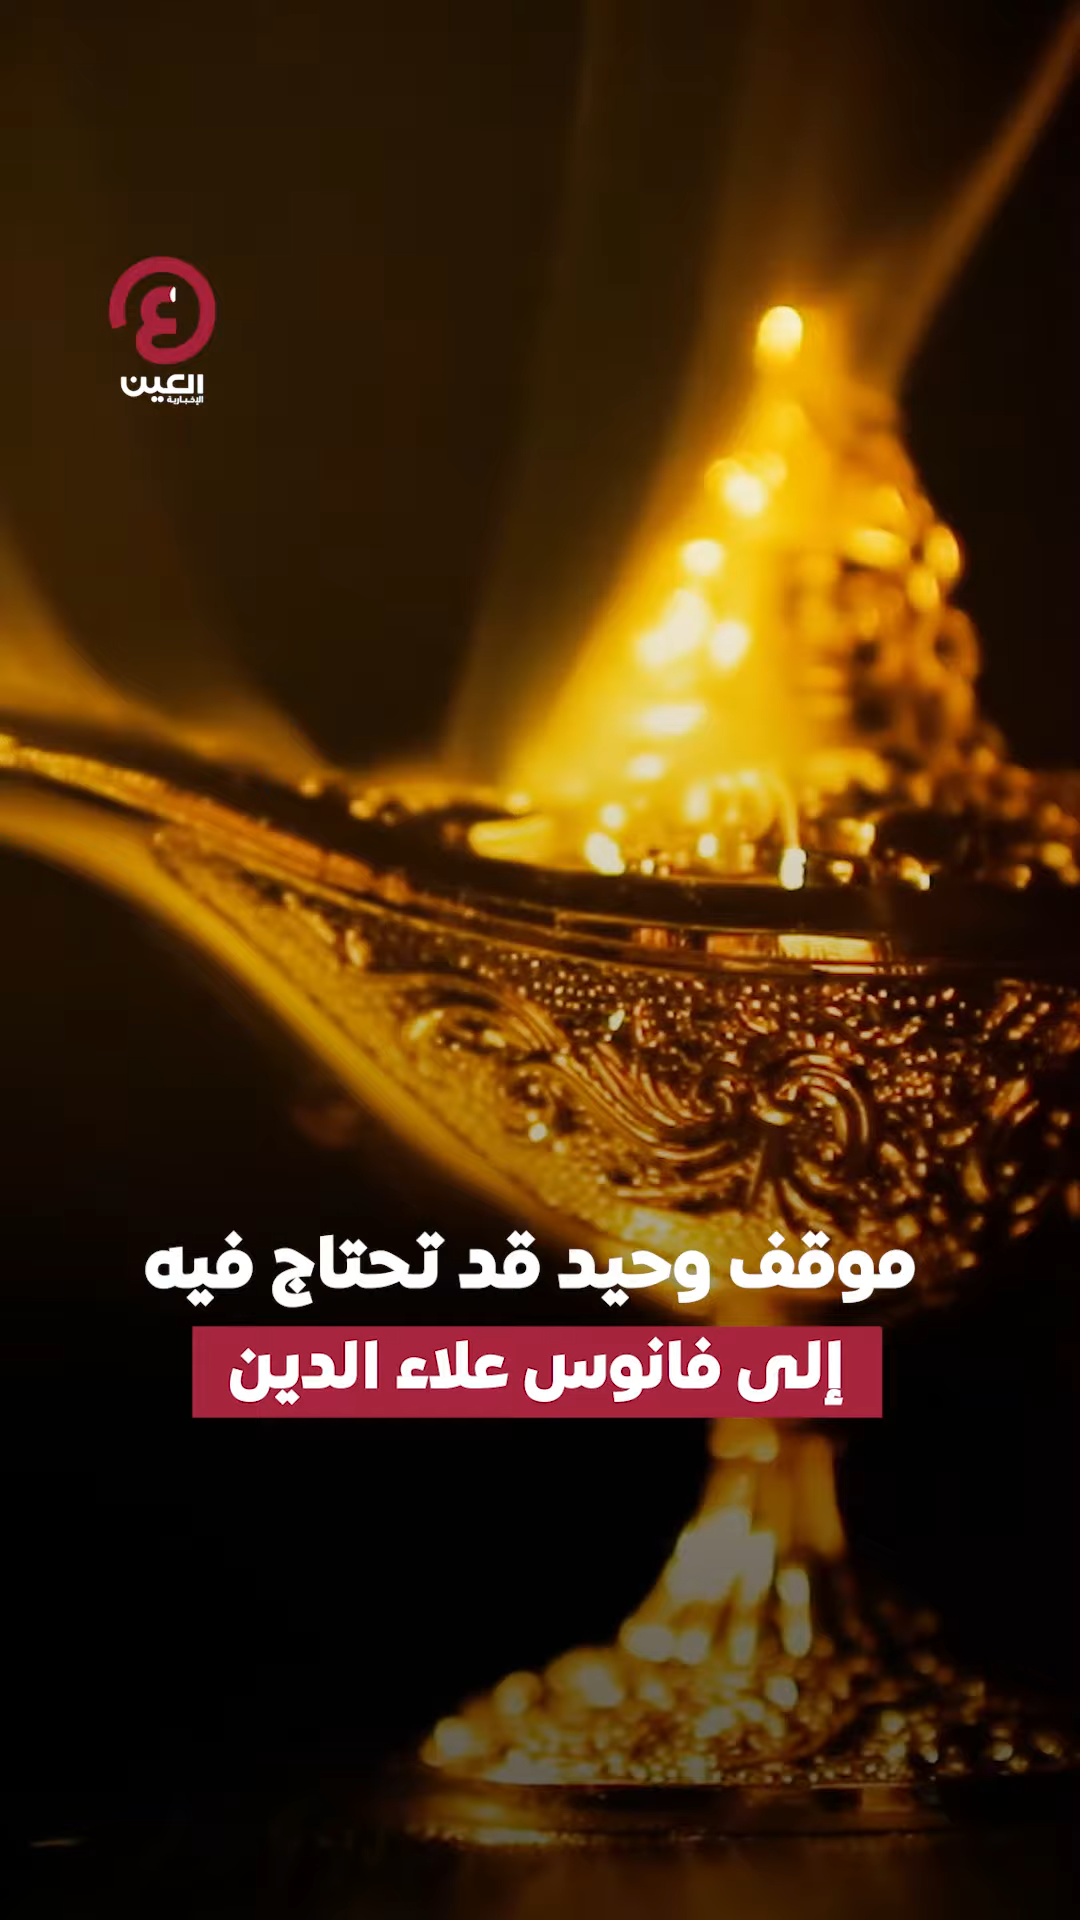 العين
الإخبارية
موقف وحيد قد تحتاج فيه
إلى فانوس علاء الدين